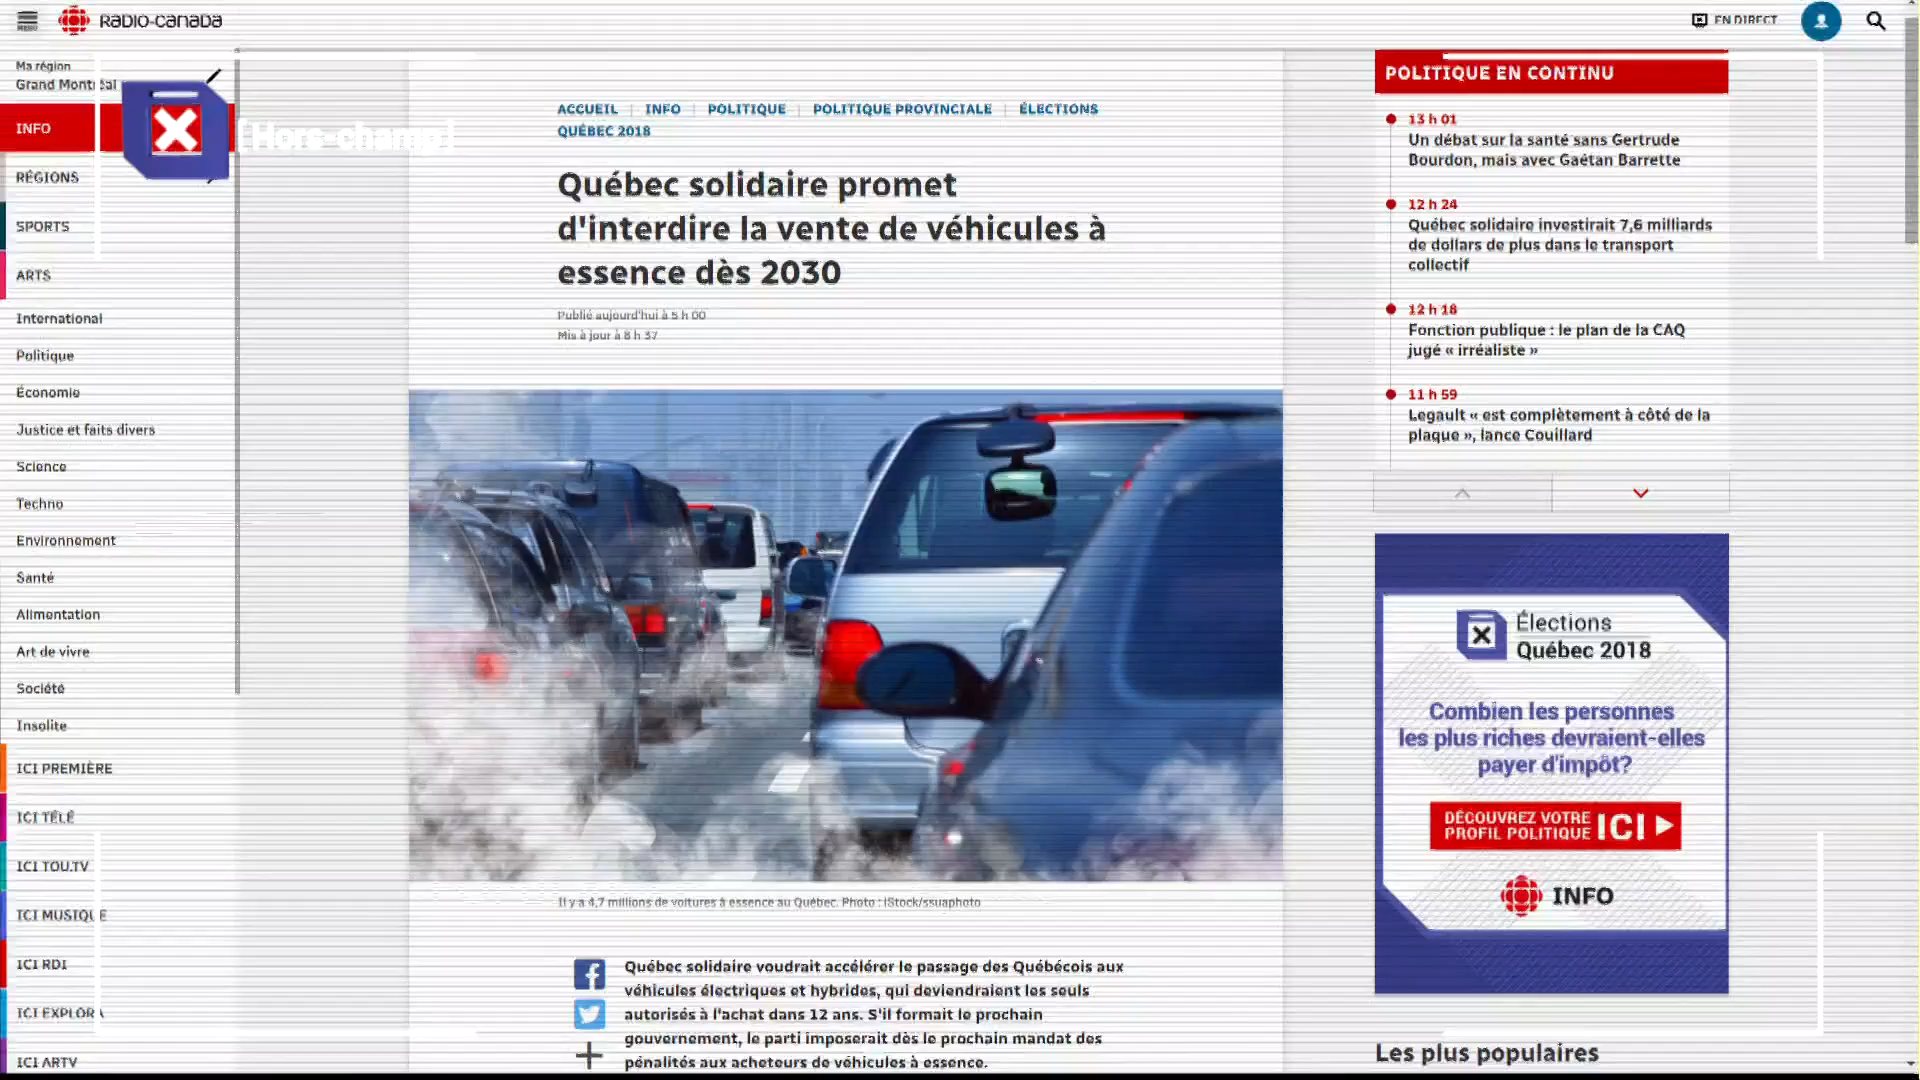 MENU
RADIO-CANADA
EN DIRECT
Ma région
Grand Montréal
INFO
[Hors-champ]
RÉGIONS
SPORTS
ARTS
International
Politique
Économie
Justice et faits divers
Science
Techno
Environnement
Santé
Alimentation
Art de vivre
Société
Insolite
ICI PREMIÈRE
ICI TÉLÉ
ICI TOU.TV
ICI MUSIQUE
ICI RDI
ICI EXPLORA
ICI ARTV
ACCUEIL | INFO | POLITIQUE | POLITIQUE PROVINCIALE | ÉLECTIONS
QUÉBEC 2018
Québec solidaire promet
d'interdire la vente de véhicules à
essence dès 2030
Publié aujourd'hui à 5 h 00
Mis à jour à 8 h 37
Il y a 4,7 millions de voitures à essence au Québec. Photo : iStock/ssuaphoto
Québec solidaire voudrait accélérer le passage des Québécois aux
véhicules électriques et hybrides, qui deviendraient les seuls
autorisés à l'achat dans 12 ans. S'il formait le prochain
gouvernement, le parti imposerait dès le prochain mandat des
pénalités aux acheteurs de véhicules à essence.
POLITIQUE EN CONTINU
13 h 01
Un débat sur la santé sans Gertrude
Bourdon, mais avec Gaétan Barrette
12 h 24
Québec solidaire investirait 7,6 milliards
de dollars de plus dans le transport
collectif
12 h 18
Fonction publique : le plan de la CAQ
jugé « irréaliste »
11 h 59
Legault « est complètement à côté de la
plaque », lance Couillard
Élections
Québec 2018
Combien les personnes
les plus riches devraient-elles
payer d'impôt?
DÉCOUVREZ VOTRE
PROFIL POLITIQUE ICI
INFO
Les plus populaires